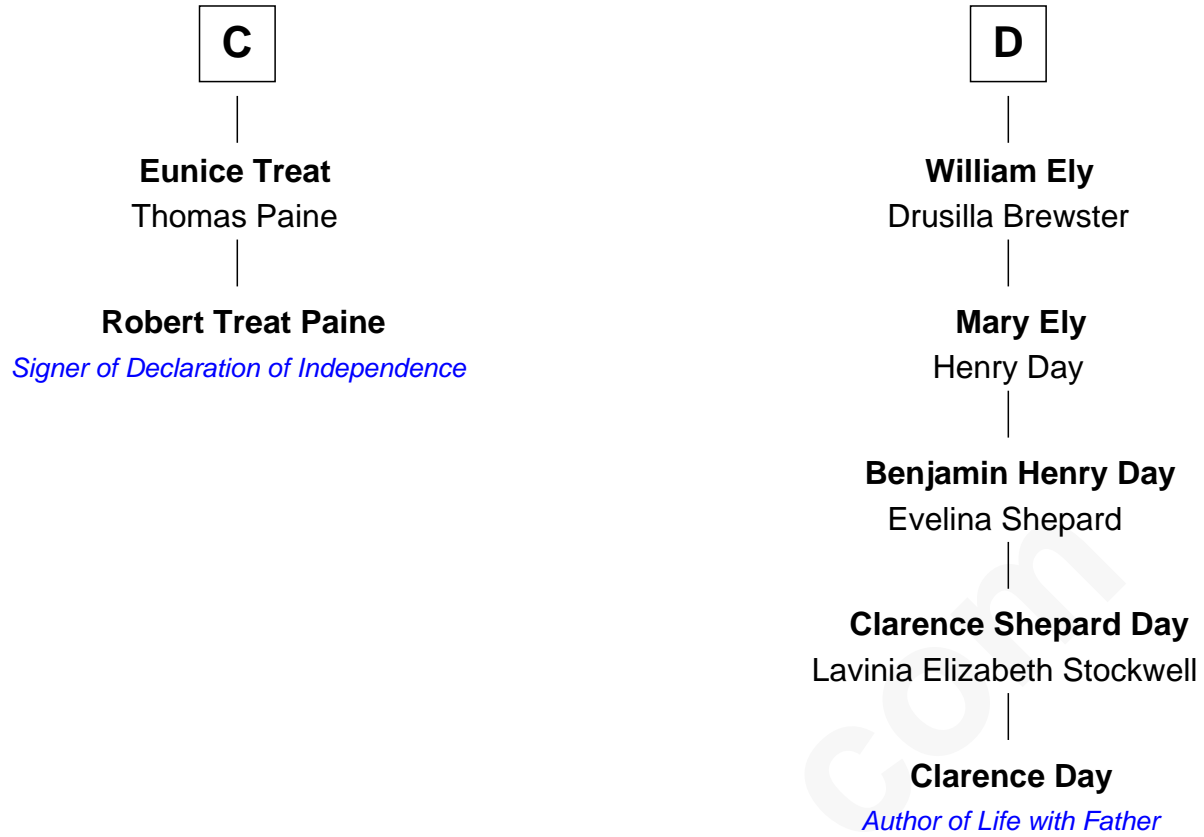 C
Eunice Treat
Thomas Paine
Robert Treat Paine
Signer of Declaration of Independence
D
William Ely
Drusilla Brewster
Mary Ely
Henry Day
Benjamin Henry Day
Evelina Shepard
Clarence Shepard Day
Lavinia Elizabeth Stockwell
Clarence Day
Author of Life with Father
com